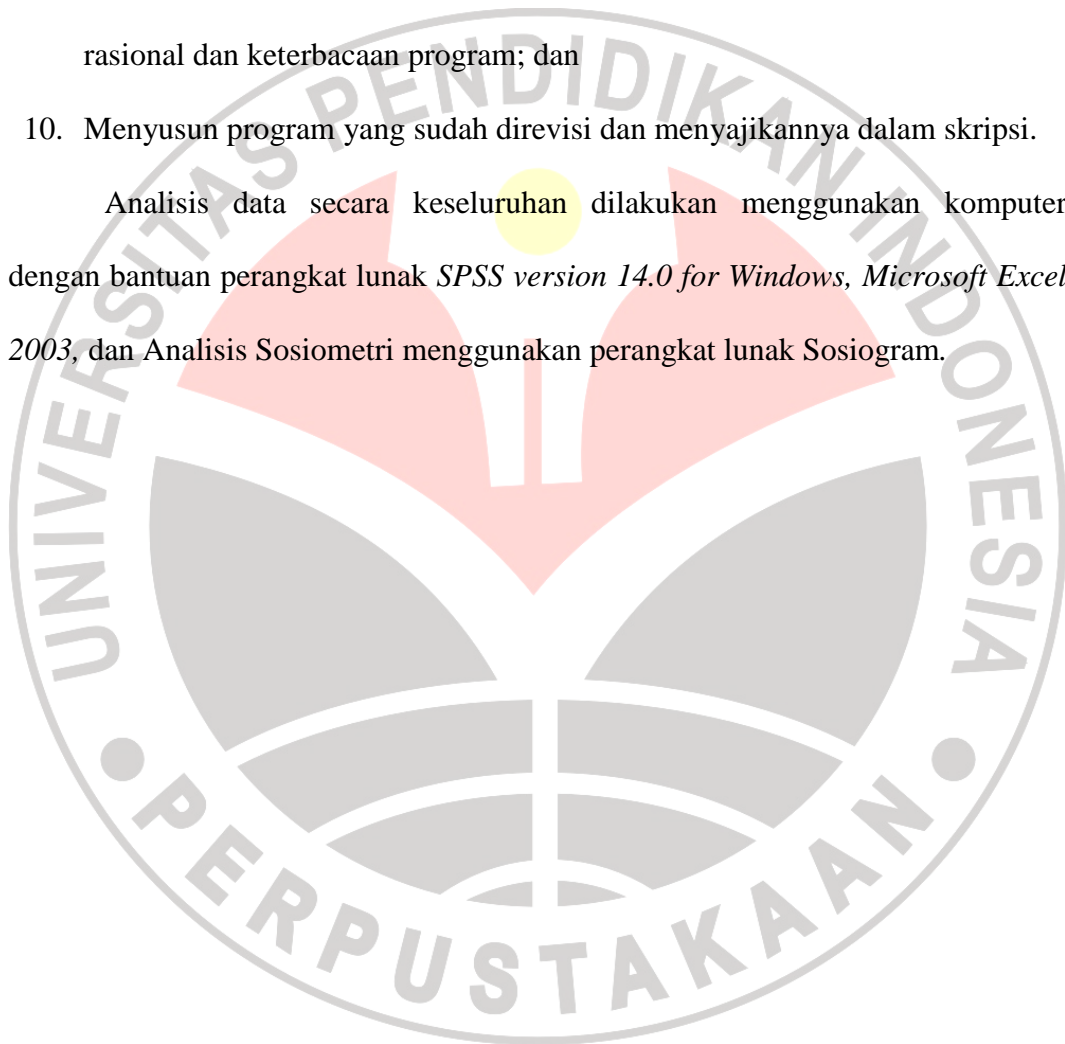 rasional dan keterbacaan program; dan
10. Menyusun program yang sudah direvisi dan menyajikannya dalam skripsi.
Analisis data secara keseluruhan dilakukan menggunakan komputer
dengan bantuan perangkat lunak SPSS version 14.0 for Windows, Microsoft Excel
2003, dan Analisis Sosiometri menggunakan perangkat lunak Sosiogram.
UNIVERSITAS PENDIDIKAN INDONESIA
PERPUSTAKAAN